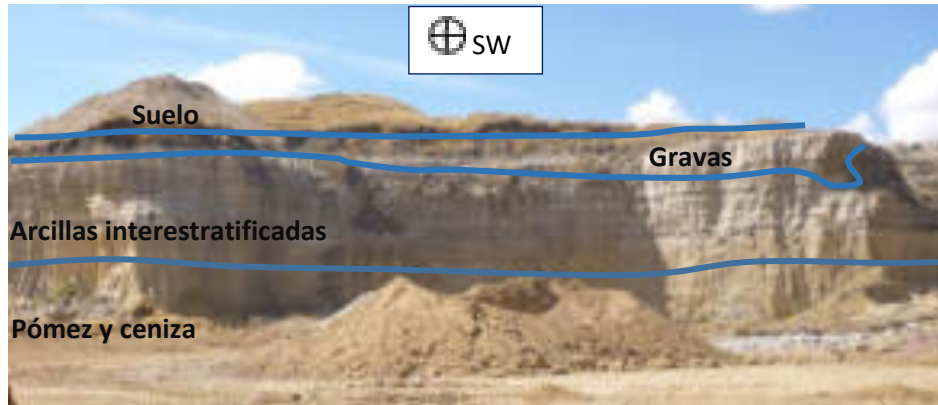 SW
Suelo
Gravas
Arcillas interestratificadas
Pómez y ceniza